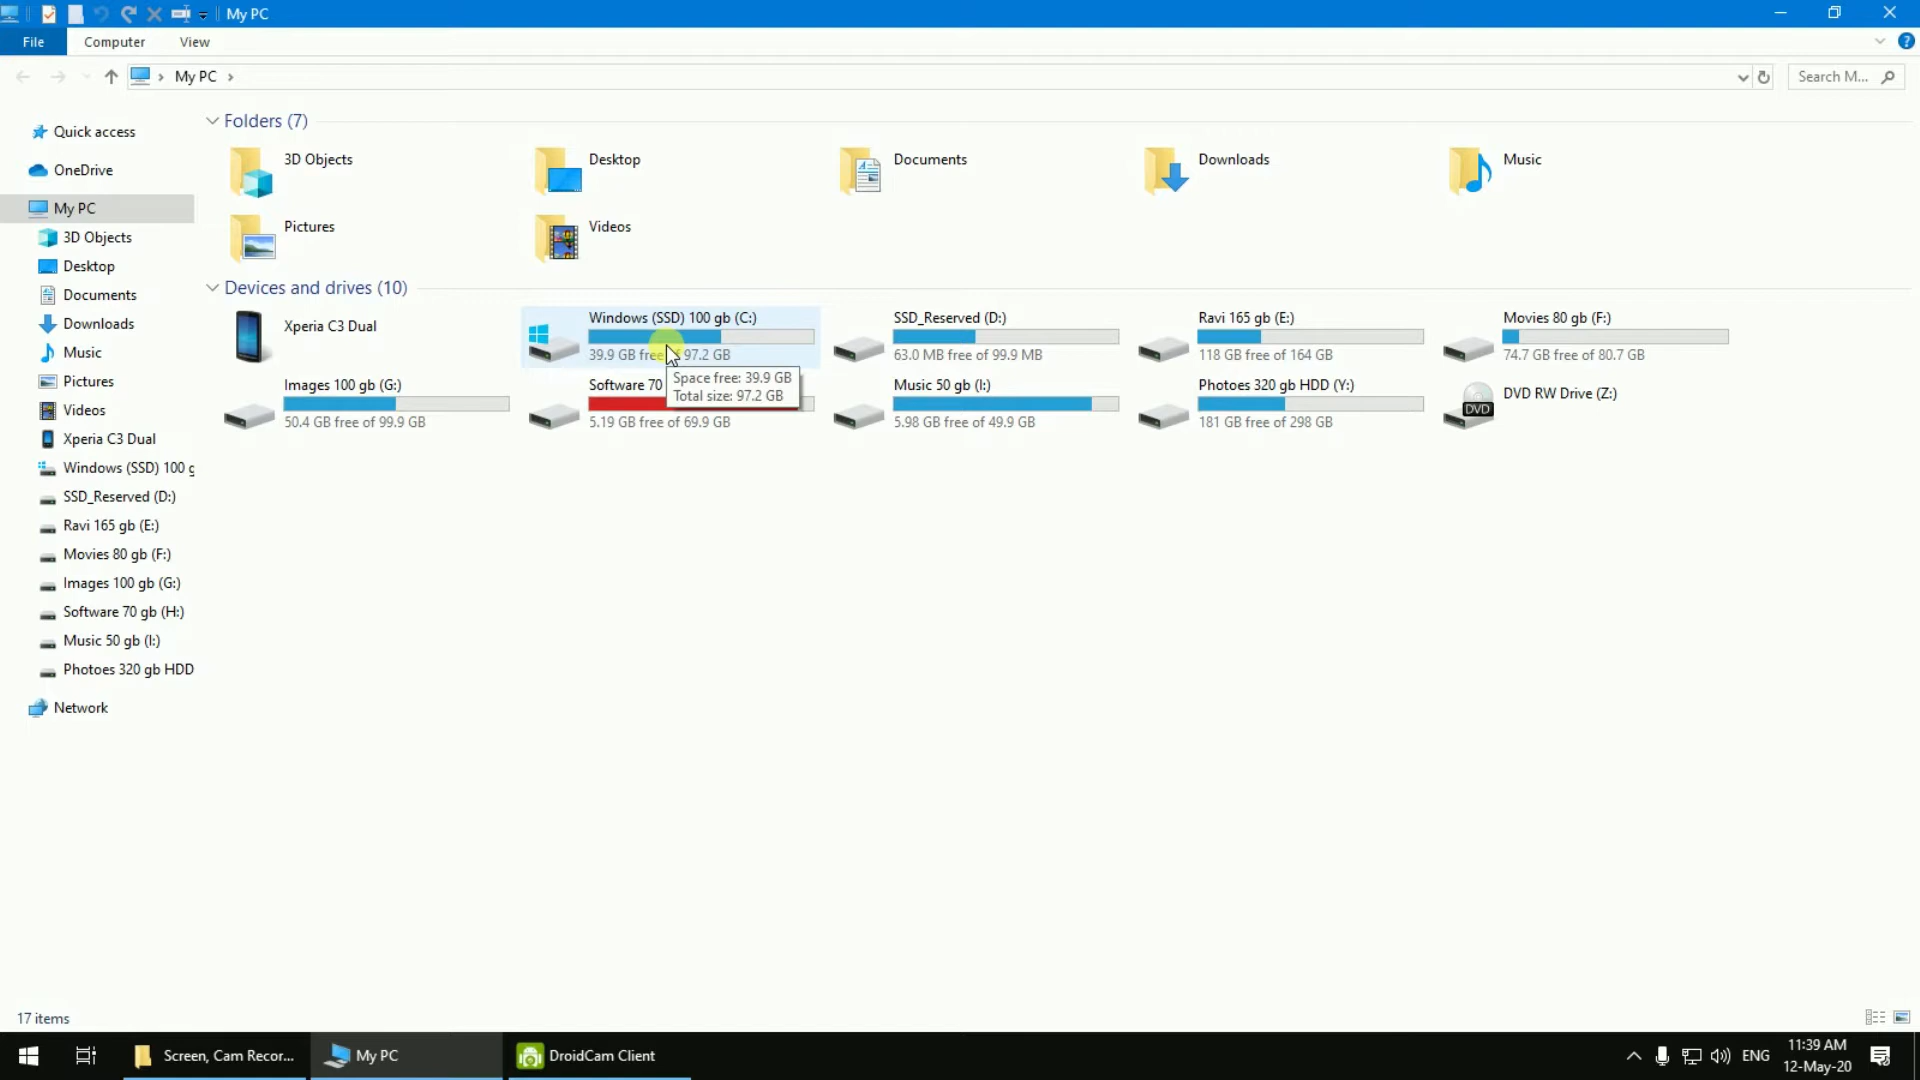 My PC
File
Computer
View
My PC
Search M...
Quick access
OneDrive
My PC
3D Objects
Desktop
Documents
Downloads
Music
Pictures
Videos
Xperia C3 Dual
Windows (SSD) 100 g
SSD_Reserved (D:)
Ravi 165 gb (E:)
Movies 80 gb (F:)
Images 100 gb (G:)
Software 70 gb (H:)
Music 50 gb (I:)
Photoes 320 gb HDD
Network
Folders (7)
3D Objects
Desktop
Documents
Downloads
Music
Pictures
Videos
Devices and drives (10)
Xperia C3 Dual
Windows (SSD) 100 gb (C:)
39.9 GB free of 97.2 GB
SSD_Reserved (D:)
63.0 MB free of 99.9 MB
Ravi 165 gb (E:)
118 GB free of 164 GB
Movies 80 gb (F:)
74.7 GB free of 80.7 GB
Images 100 gb (G:)
50.4 GB free of 99.9 GB
Software 70
5.19 GB free of 69.9 GB
Space free: 39.9 GB
Total size: 97.2 GB
Music 50 gb (I:)
5.98 GB free of 49.9 GB
Photoes 320 gb HDD (Y:)
181 GB free of 298 GB
DVD
DVD RW Drive (Z:)
17 items
Screen, Cam Recor...
My PC
DroidCam Client
ENG
11:39 AM
12-May-20